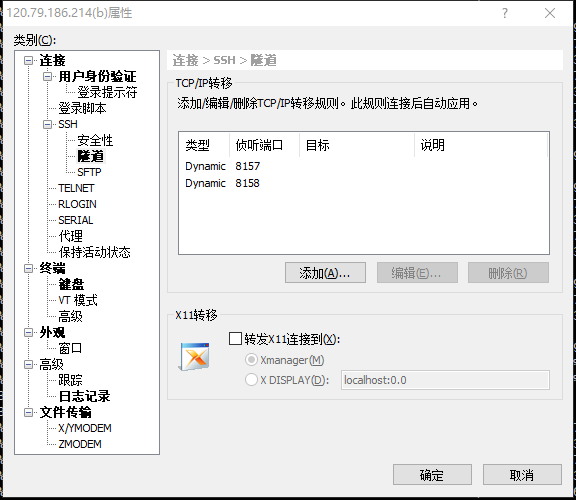 120.79.186.214(b)属性
类别(C):
连接
用户身份验证
登录提示符
登录脚本
SSH
安全性
隧道
SFTP
TELNET
RLOGIN
SERIAL
代理
保持活动状态
终端
键盘
VT 模式
高级
外观
窗口
高级
跟踪
日志记录
文件传输
X/YMODEM
ZMODEM
连接 > SSH > 隧道
TCP/IP转移
添加/编辑/删除TCP/IP转移规则。此规则连接后自动应用。
类型 侦听端口 目标 说明
Dynamic 8157
Dynamic 8158
添加(A)... 编辑(E)... 删除(R)
X11转移
转发X11连接到(X):
Xmanager(M)
X DISPLAY(D): localhost:0.0
确定 取消